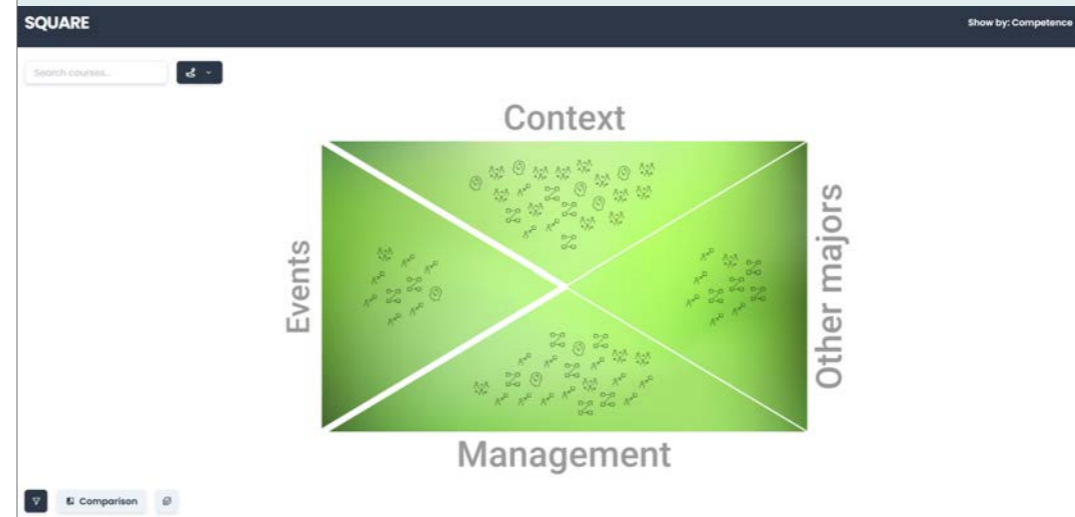 SQUARE
Show by: Competence
Search courses...
Context
Events
Other majors
Management
Comparison